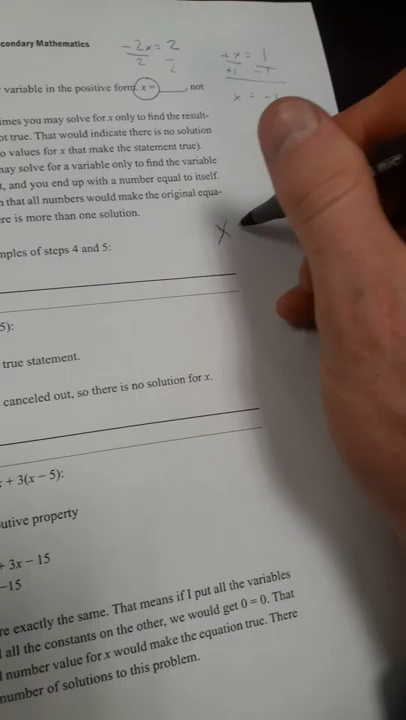 condary Mathematics
-2x = 2
2 2
+x = 1
+1 -1
x = -1
r variable in the positive form x = ____, not
imes you may solve for x only to find the result-
ot true. That would indicate there is no solution
o values for x that make the statement true).
may solve for a variable only to find the variable
t, and you end up with a number equal to itself.
n that all numbers would make the original equa-
ere is more than one solution.
X
mples of steps 4 and 5:
5):
true statement.
canceled out, so there is no solution for x.
+ 3(x – 5):
utive property
+ 3x – 15
–15
re exactly the same. That means if I put all the variables
d all the constants on the other, we would get 0 = 0. That
l number value for x would make the equation true. There
number of solutions to this problem.